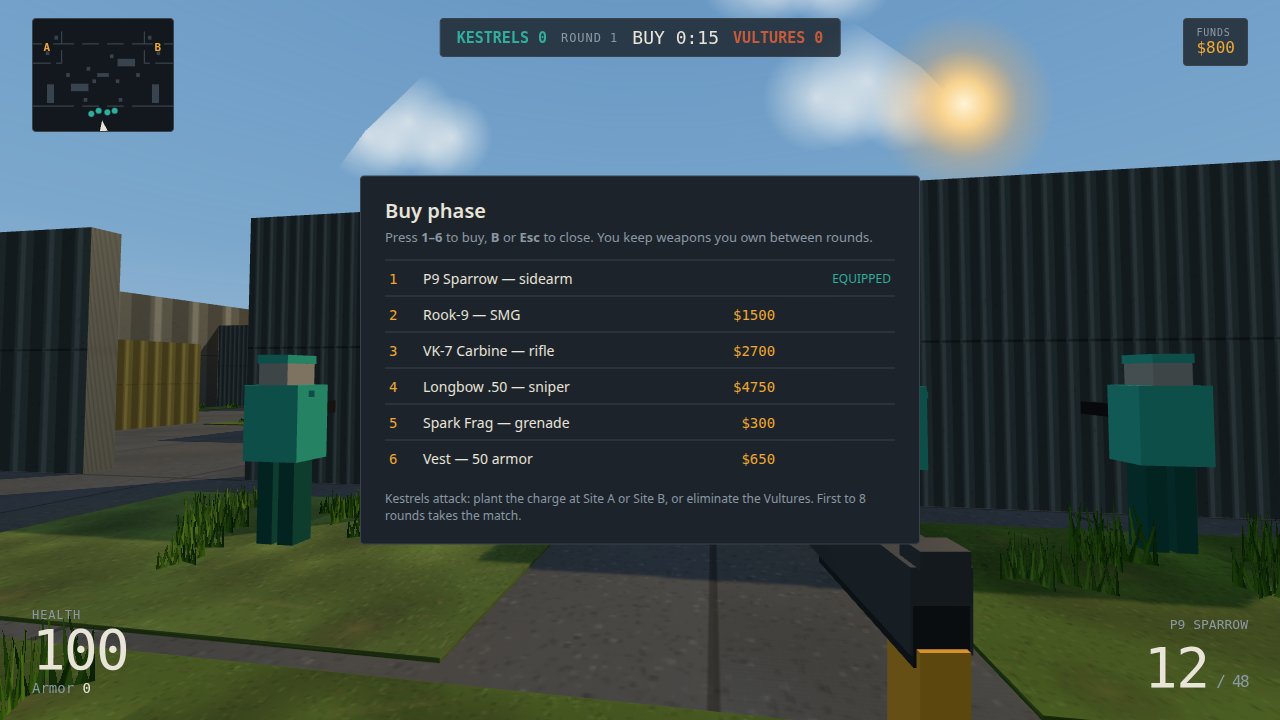 A B
KESTRELS 0 ROUND 1 BUY 0:15 VULTURES 0
FUNDS
$800
Buy phase
Press 1–6 to buy, B or Esc to close. You keep weapons you own between rounds.
1 P9 Sparrow — sidearm EQUIPPED
2 Rook-9 — SMG $1500
3 VK-7 Carbine — rifle $2700
4 Longbow .50 — sniper $4750
5 Spark Frag — grenade $300
6 Vest — 50 armor $650
Kestrels attack: plant the charge at Site A or Site B, or eliminate the Vultures. First to 8
rounds takes the match.
HEALTH
100
Armor 0
P9 SPARROW
12 / 48